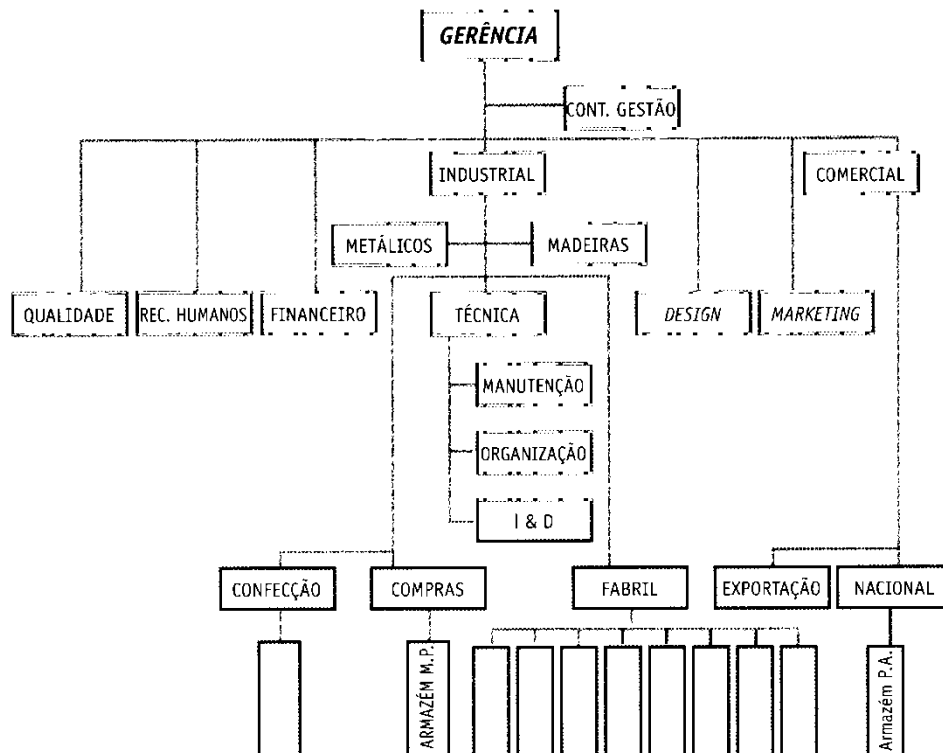 GERÊNCIA
CONT. GESTÃO
INDUSTRIAL
COMERCIAL
METÁLICOS
MADEIRAS
QUALIDADE
REC. HUMANOS
FINANCEIRO
TÉCNICA
DESIGN
MARKETING
MANUTENÇÃO
ORGANIZAÇÃO
I & D
CONFECÇÃO
COMPRAS
FABRIL
EXPORTAÇÃO
NACIONAL
ARMAZÉM M.P.
Armazém P.A.